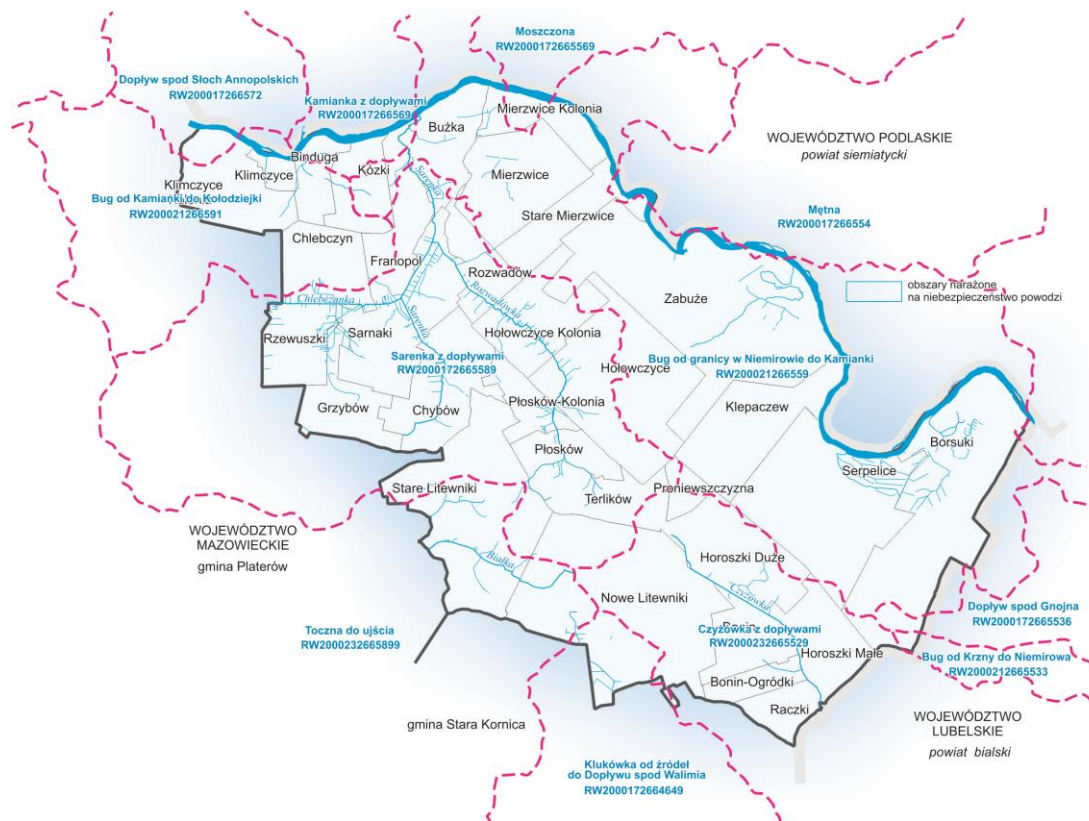 Moszczona
RW2000172665569
Dopływ spod Słoch Annopolskich
RW200017266572
Kamianka z dopływami
RW200017266569
Mierzwice Kolonia
Bużka
WOJEWÓDZTWO PODLASKIE
powiat siemiatycki
Binduga
Kózki
Klimczyce
Klimczyce
Mierzwice
Sarenka
Bug od Kamianki do Kołodziejki
RW200021266591
Stare Mierzwice
Mętna
RW200017266554
Chlebczyn
Franopol
Rozwadów
obszary narażone
na niebezpieczeństwo powodzi
Zabuże
Chlebczanka
Rozwadówka
Rzewuszki
Sarnaki
Sarenka
Hołowczyce Kolonia
Sarenka z dopływami
RW2000172665589
Bug od granicy w Niemirowie do Kamianki
RW200021266559
Hołowczyce
Grzybów
Chybów
Płosków-Kolonia
Klepaczew
Borsuki
Płosków
Serpelice
Stare Litewniki
Terlików
Proniewszczyzna
WOJEWÓDZTWO
MAZOWIECKIE
gmina Platerów
Białka
Horoszki Duże
Nowe Litewniki
Czyżówka
Dopływ spod Gnojna
RW2000172665536
Toczna do ujścia
RW2000232665899
Czyżówka z dopływami
RW2000232665529
Horoszki Małe
Bug od Krzny do Niemirowa
RW2000212665533
Bonin-Ogródki
Raczki
gmina Stara Kornica
WOJEWÓDZTWO
LUBELSKIE
powiat bialski
Klukówka od źródeł
do Dopływu spod Walimia
RW2000172664649